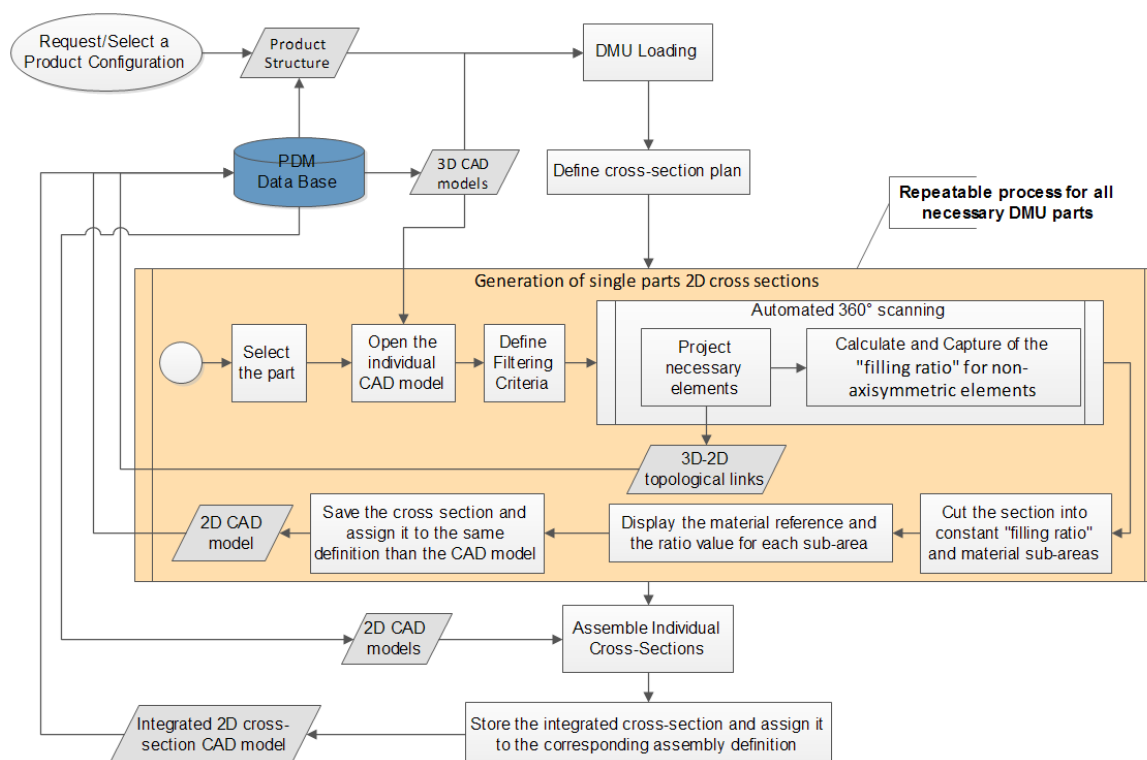 Request/Select a
Product Configuration
Product
Structure
DMU Loading
PDM
Data Base
3D CAD
models
Define cross-section plan
Repeatable process for all
necessary DMU parts
Generation of single parts 2D cross sections
Automated 360° scanning
Select
the part
Open the
individual
CAD model
Define
Filtering
Criteria
Project
necessary
elements
Calculate and Capture of the
"filling ratio" for non-
axisymmetric elements
3D-2D
topological links
2D CAD
model
Save the cross section and
assign it to the same
definition than the CAD model
Display the material reference and
the ratio value for each sub-area
Cut the section into
constant "filling ratio"
and material sub-areas
2D CAD
models
Assemble Individual
Cross-Sections
Integrated 2D cross-
section CAD model
Store the integrated cross-section and assign it
to the corresponding assembly definition